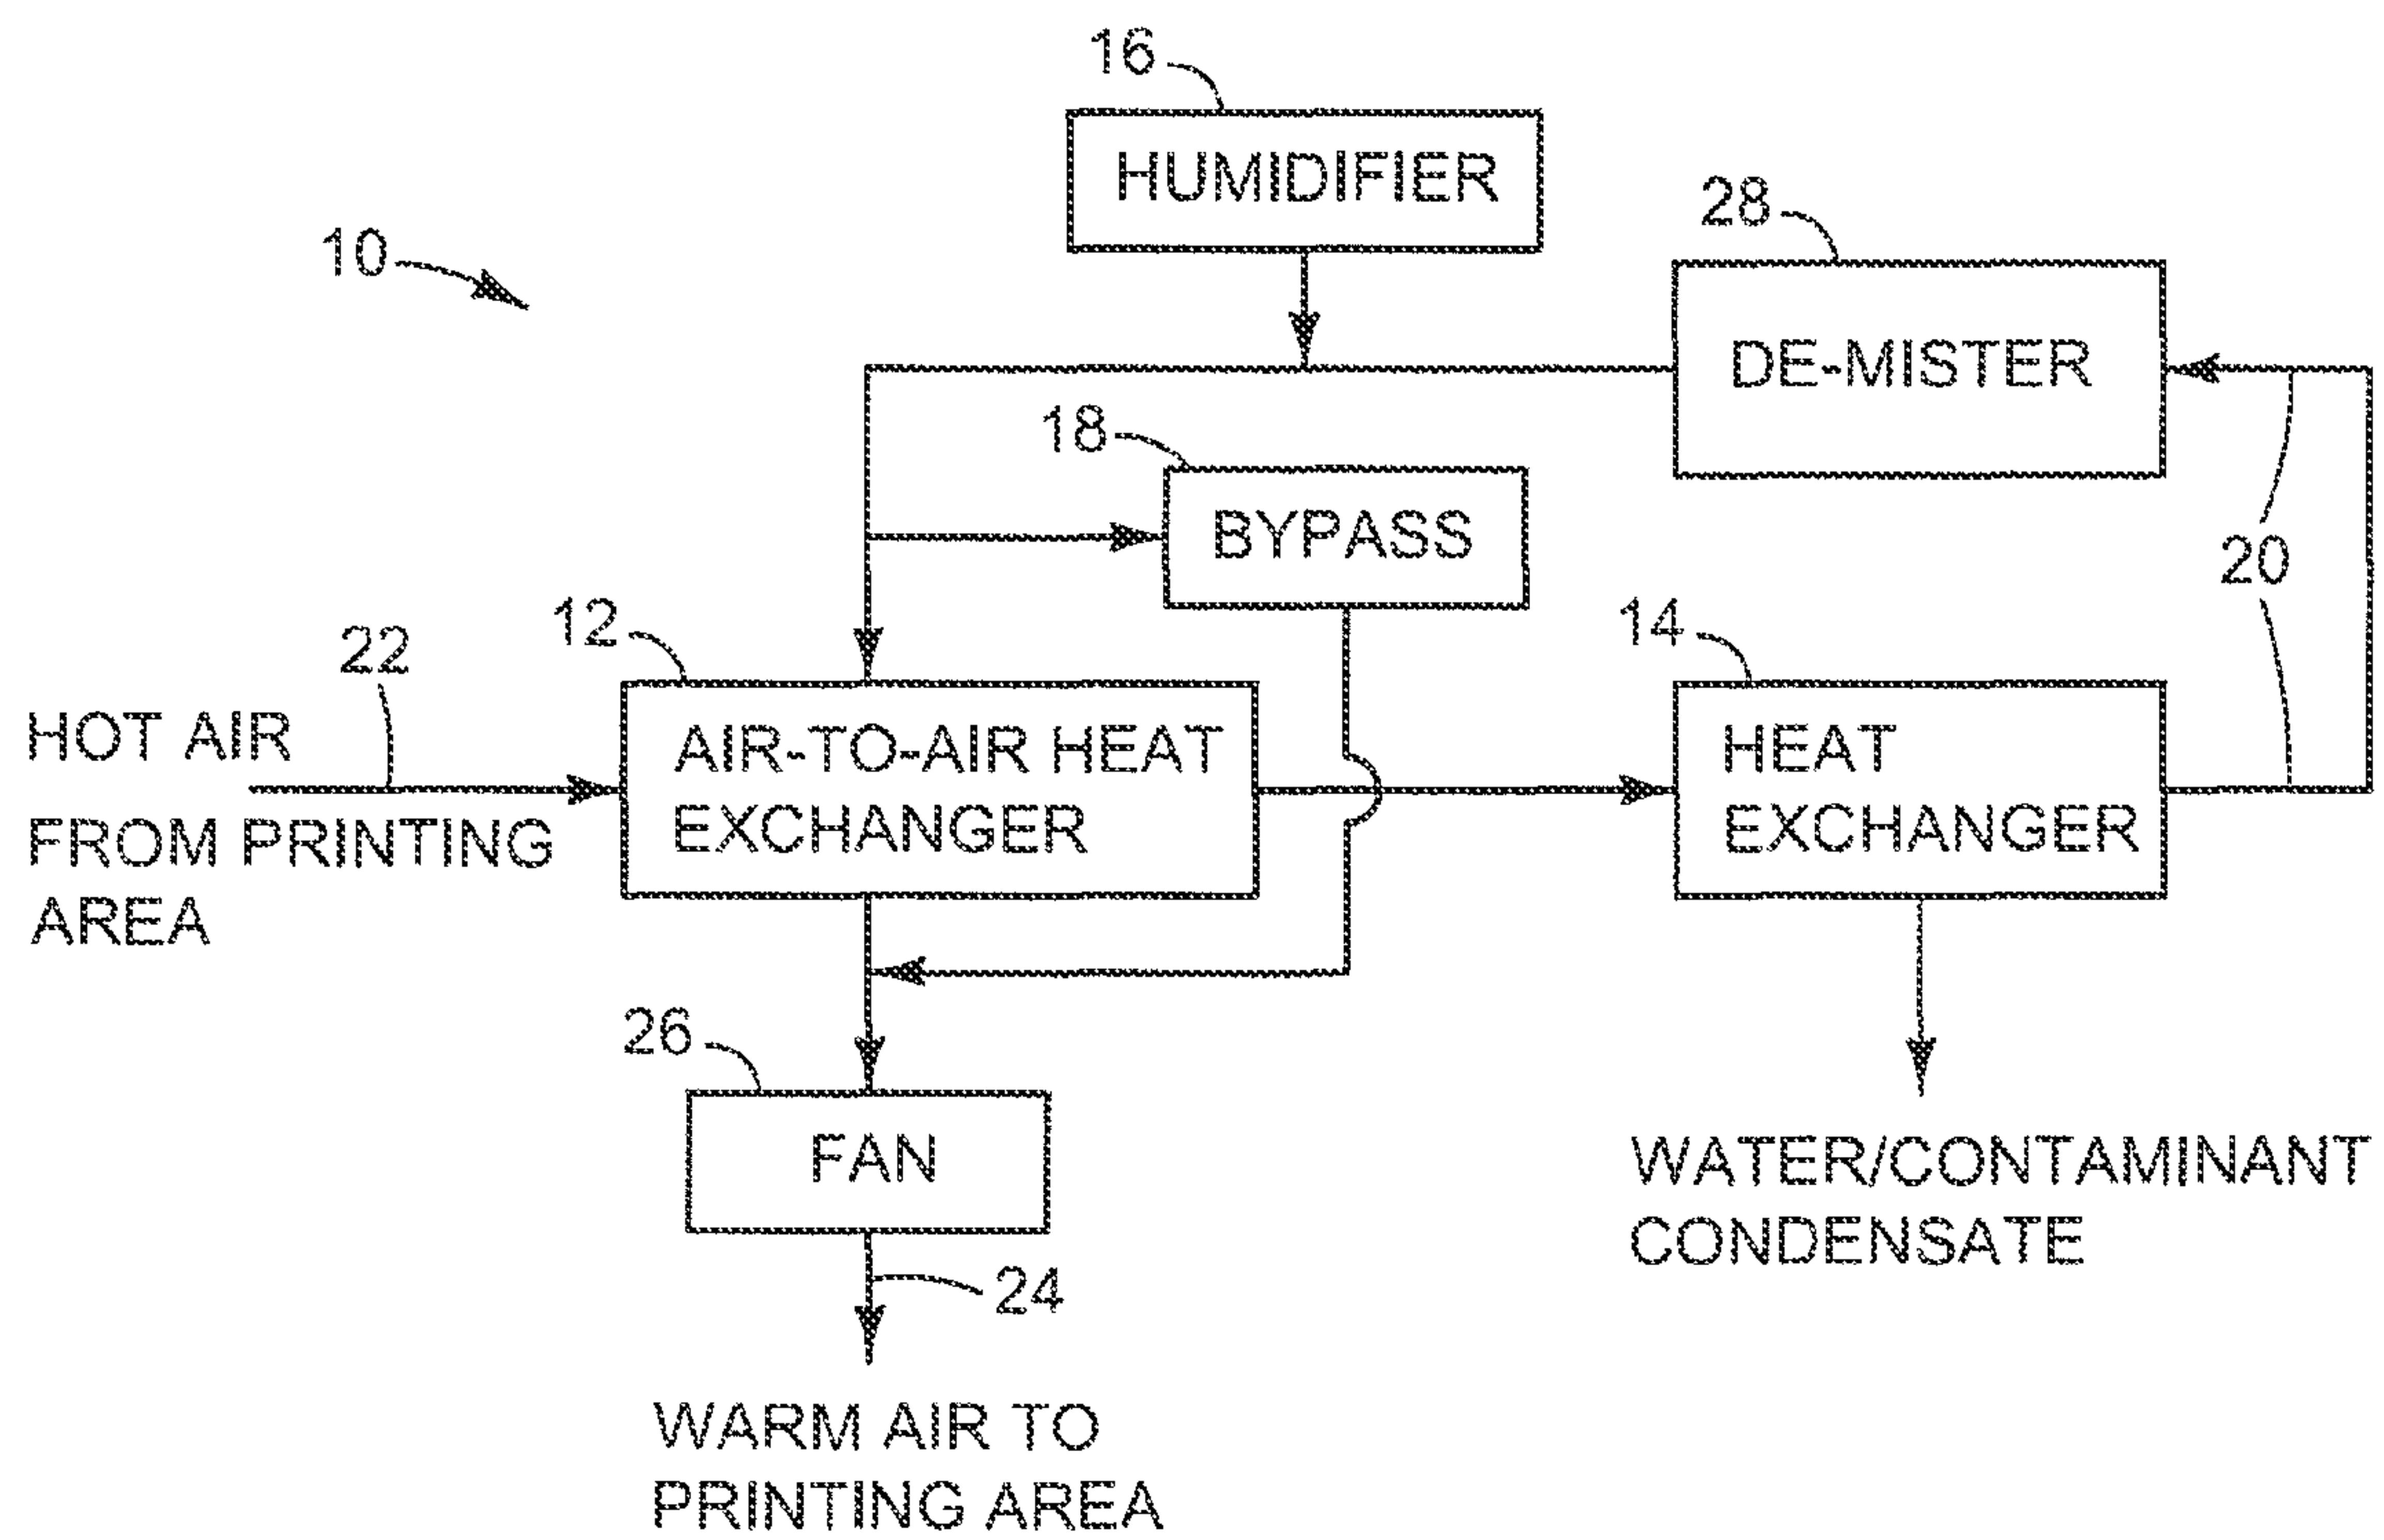 16
HUMIDIFIER
28
10
DE-MISTER
18
BYPASS
20
12
14
22
HOT AIR
FROM PRINTING
AREA
AIR-TO-AIR HEAT
EXCHANGER
HEAT
EXCHANGER
26
FAN
WATER/CONTAMINANT
CONDENSATE
24
WARM AIR TO
PRINTING AREA